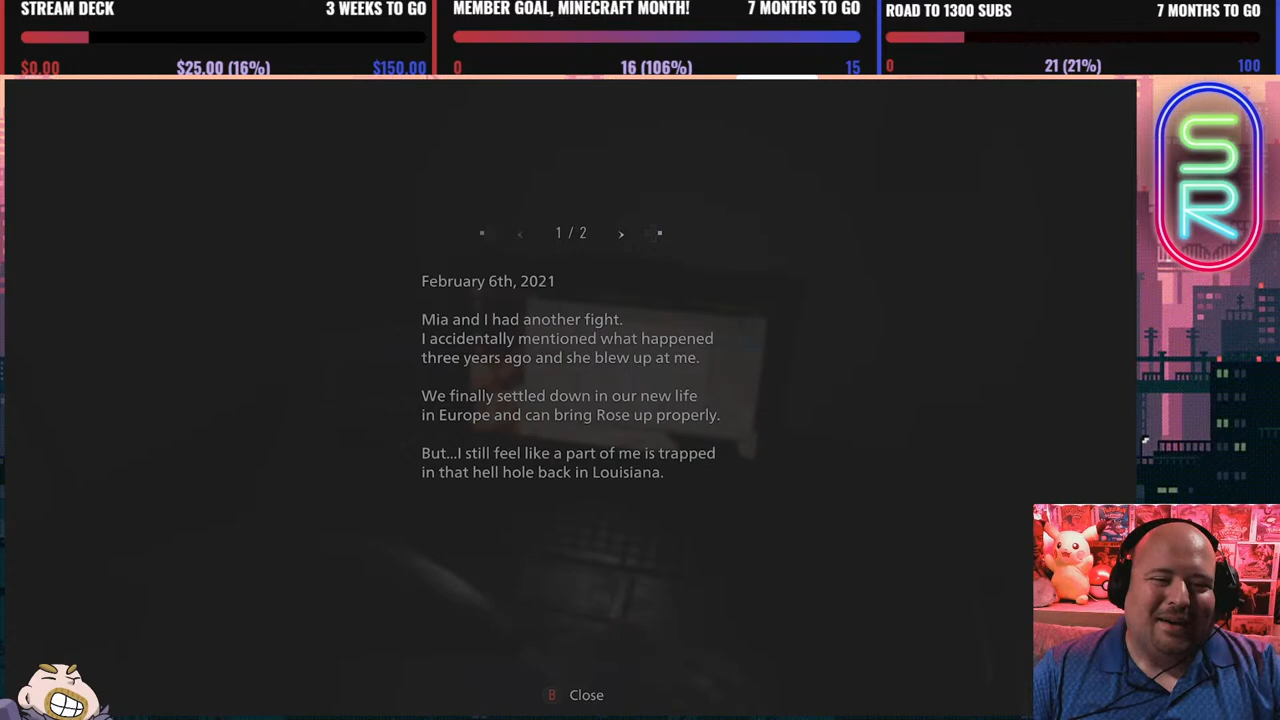 STREAM DECK
3 WEEKS TO GO
$0.00
$25.00 (16%)
$150.00
MEMBER GOAL, MINECRAFT MONTH!
7 MONTHS TO GO
0
16 (106%)
15
ROAD TO 1300 SUBS
7 MONTHS TO GO
0
21 (21%)
100
SR
1 / 2
February 6th, 2021
Mia and I had another fight.
I accidentally mentioned what happened
three years ago and she blew up at me.
We finally settled down in our new life
in Europe and can bring Rose up properly.
But...I still feel like a part of me is trapped
in that hell hole back in Louisiana.
B Close